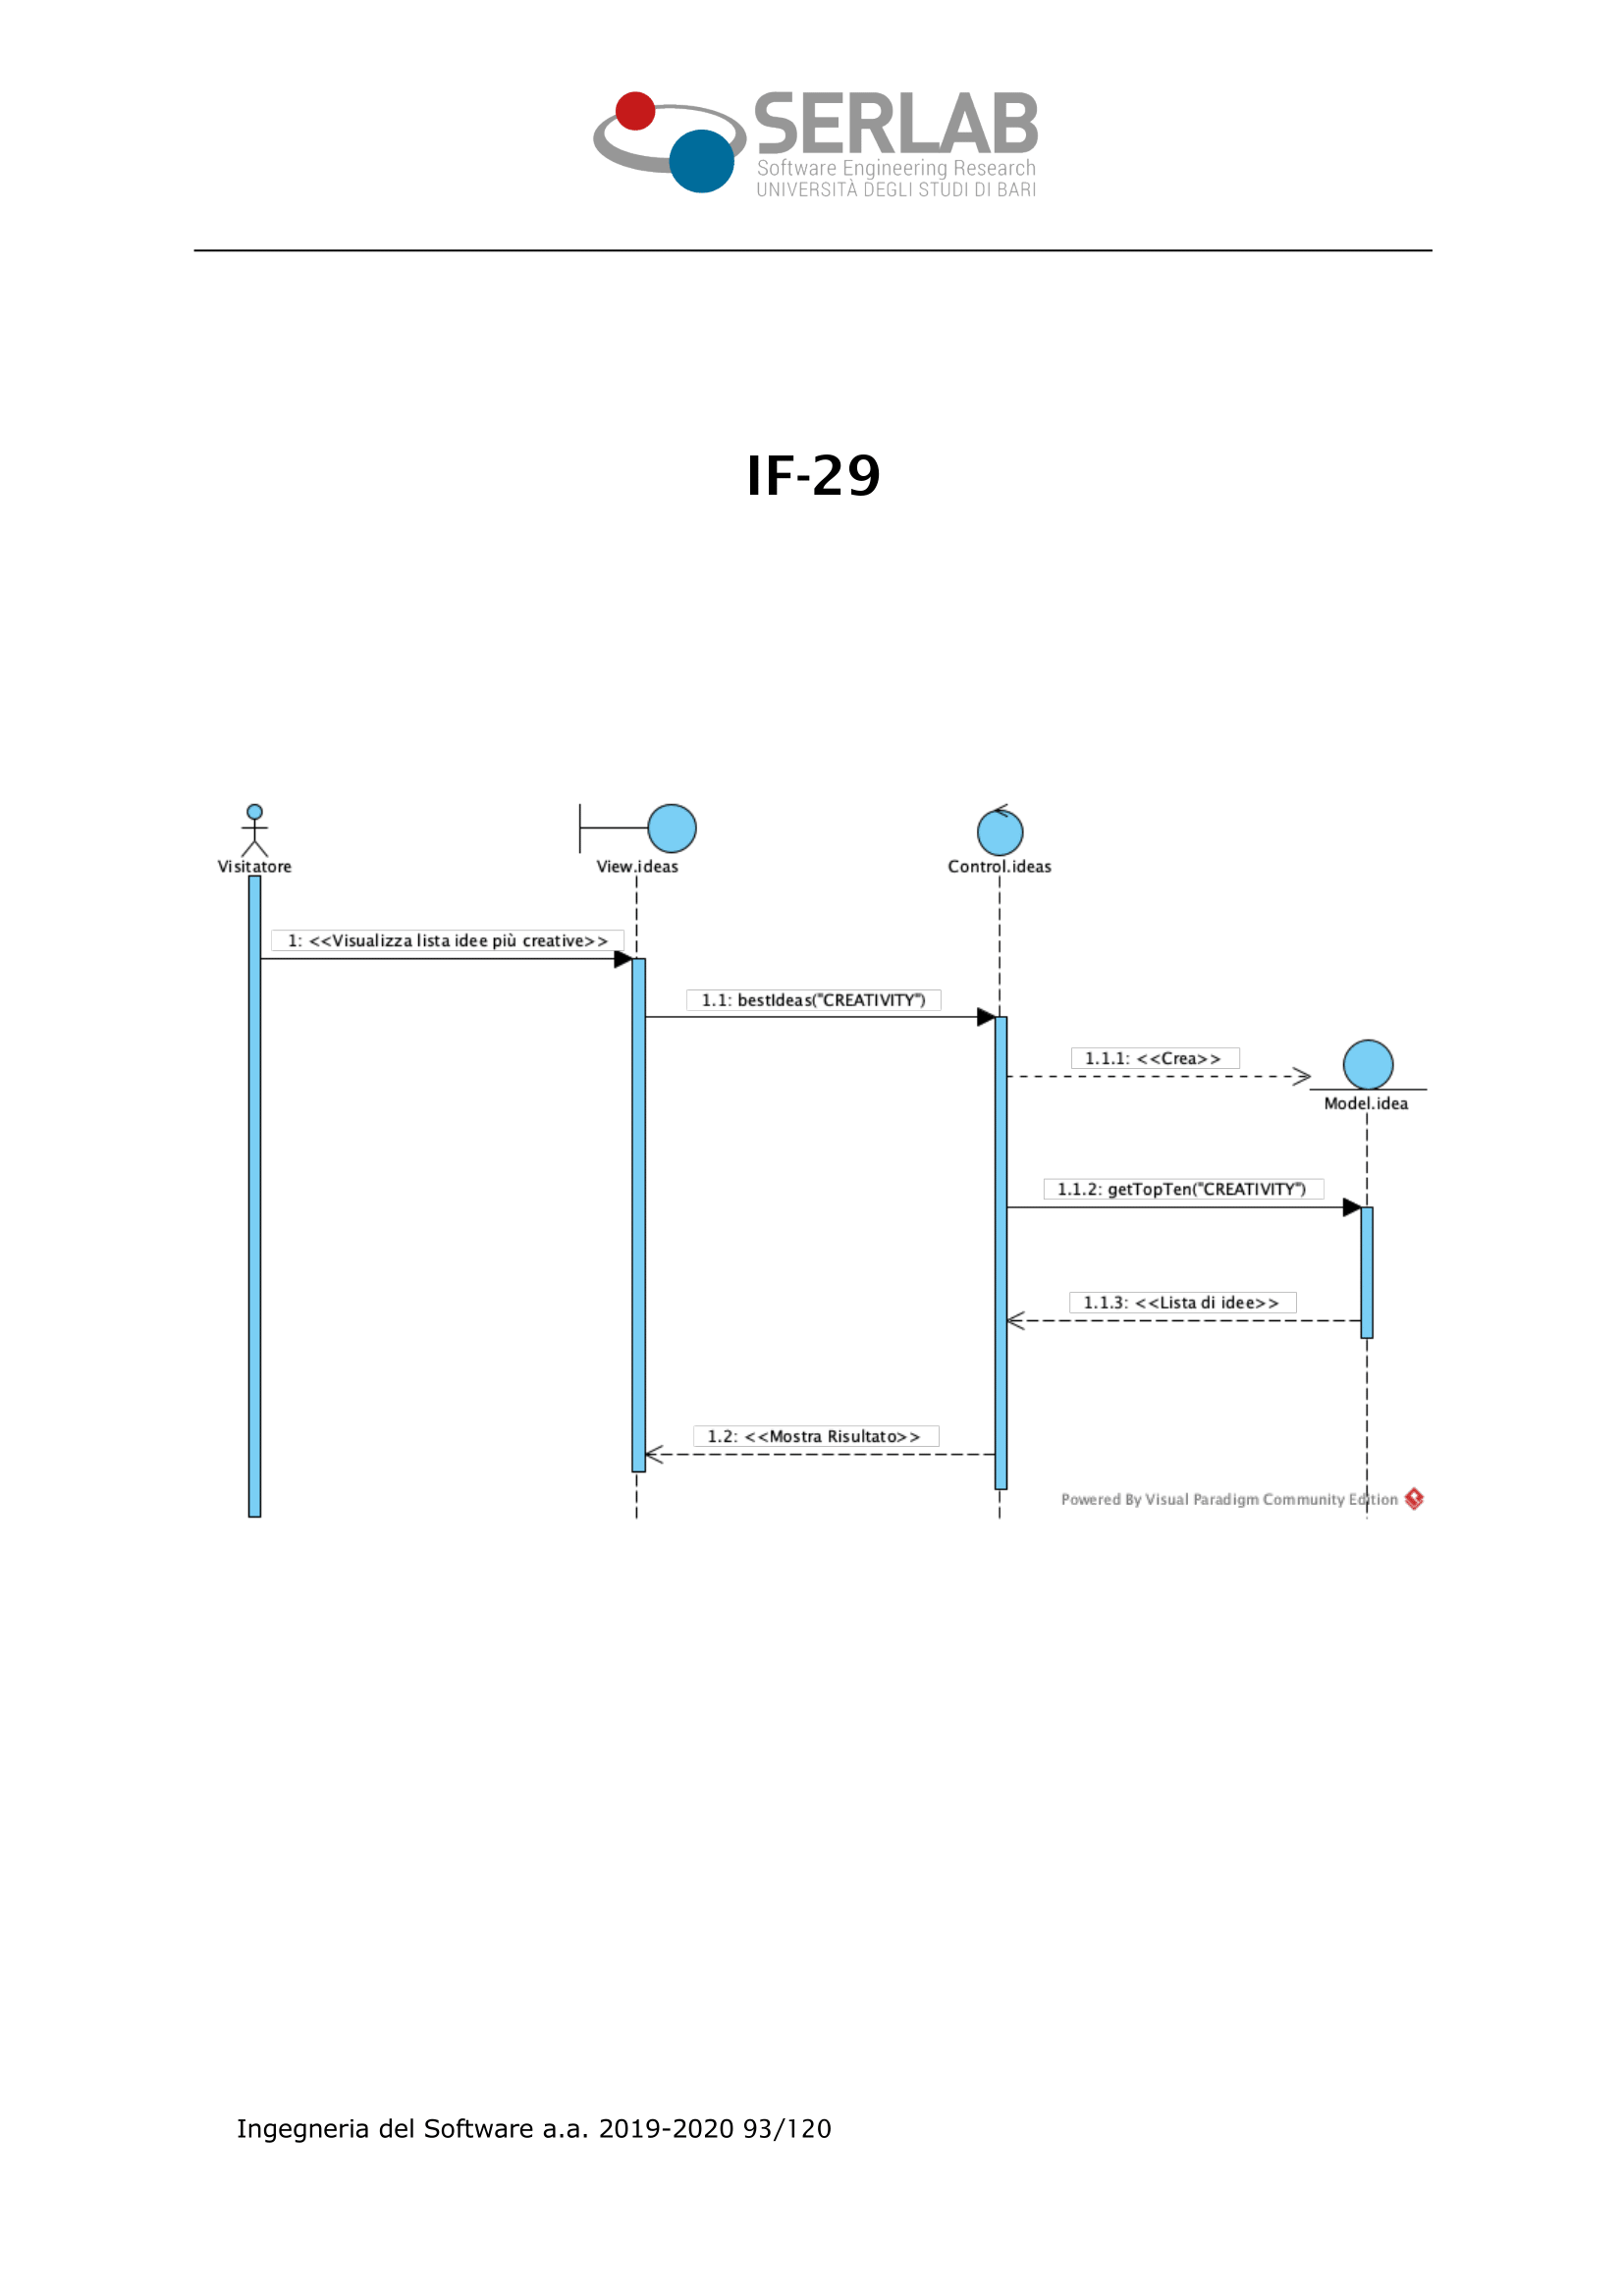 SERLAB
Software Engineering Research
UNIVERSITÀ DEGLI STUDI DI BARI
IF-29
Visitatore
View.ideas
Control.ideas
1: <<Visualizza lista idee più creative>>
1.1: bestIdeas("CREATIVITY")
1.1.1: <<Crea>>
Model.idea
1.1.2: getTopTen("CREATIVITY")
1.1.3: <<Lista di idee>>
1.2: <<Mostra Risultato>>
Powered By Visual Paradigm Community Edition
Ingegneria del Software a.a. 2019-2020 93/120